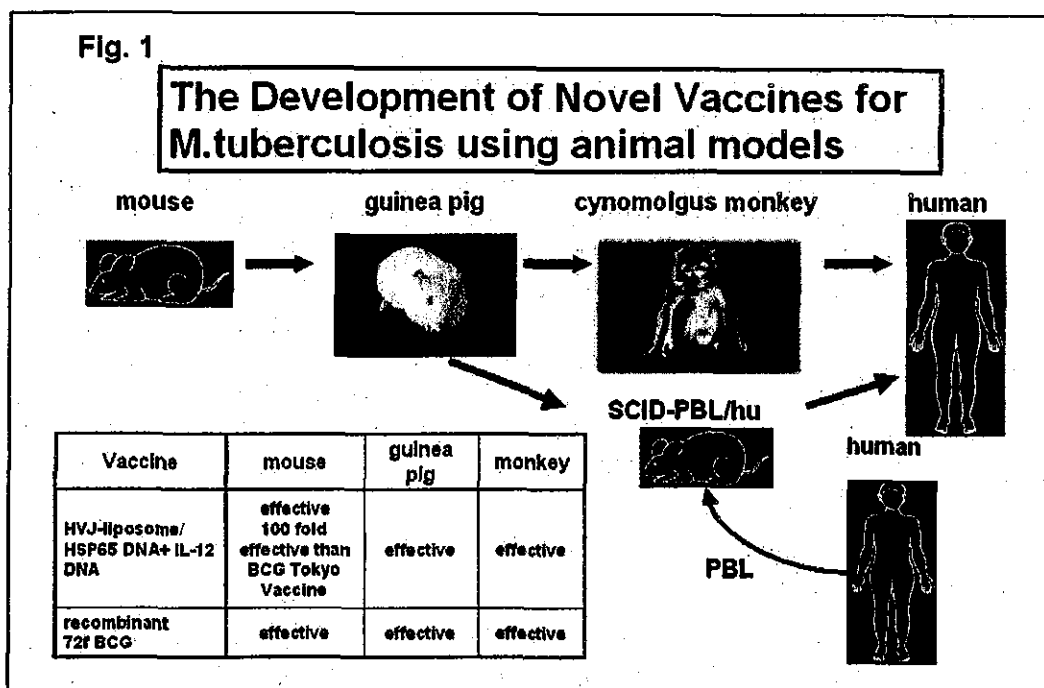 Fig. 1
The Development of Novel Vaccines for
M.tuberculosis using animal models
mouse
guinea pig
cynomolgus monkey
human
SCID-PBL/hu
human
PBL
Vaccine
mouse
guinea
pig
monkey
HVJ-liposome/
HSP65 DNA+ IL-12
DNA
effective
100 fold
effective than
BCG Tokyo
Vaccine
effective
effective
recombinant
72f BCG
effective
effective
effective